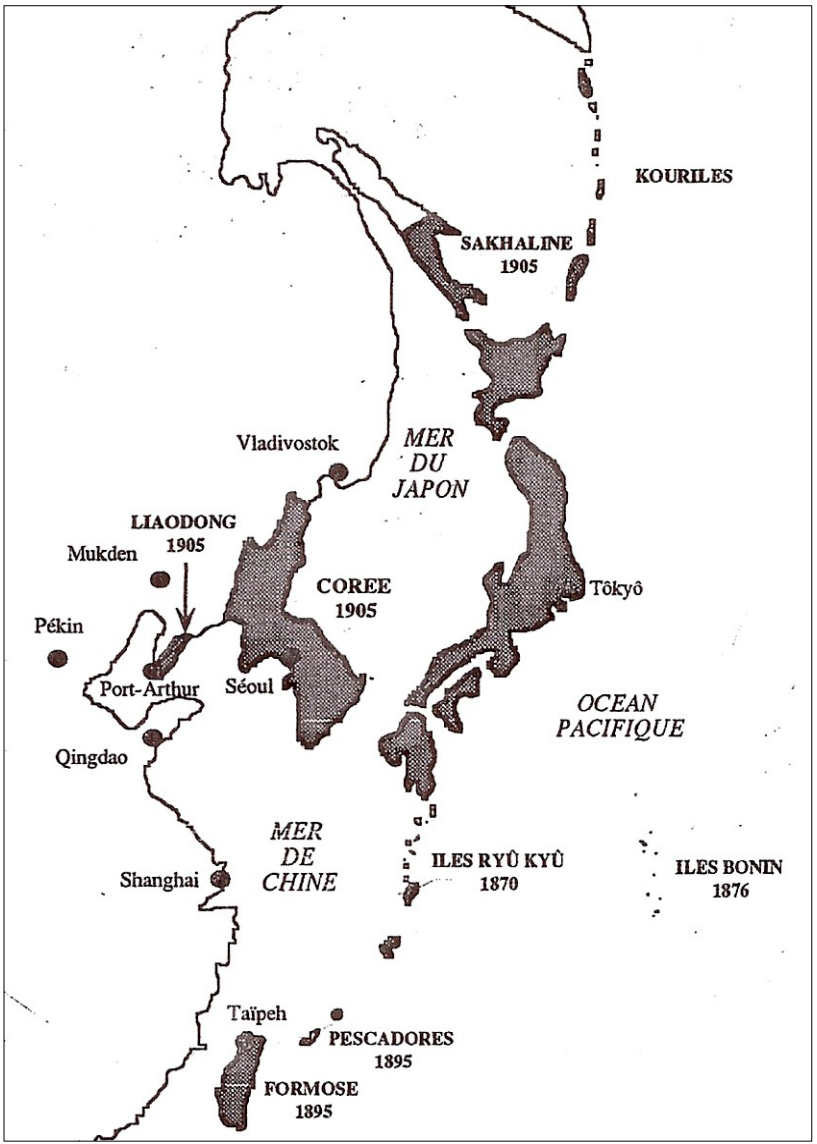 KOURILES
SAKHALINE
1905
MER
DU
JAPON
Vladivostok
LIAODONG
1905
Mukden
COREE
1905
Tôkyô
Pékin
Port-Arthur
Séoul
OCEAN
PACIFIQUE
Qingdao
MER
DE
CHINE
ILES RYÛ KYÛ
1870
ILES BONIN
1876
Shanghai
Taïpeh
PESCADORES
1895
FORMOSE
1895